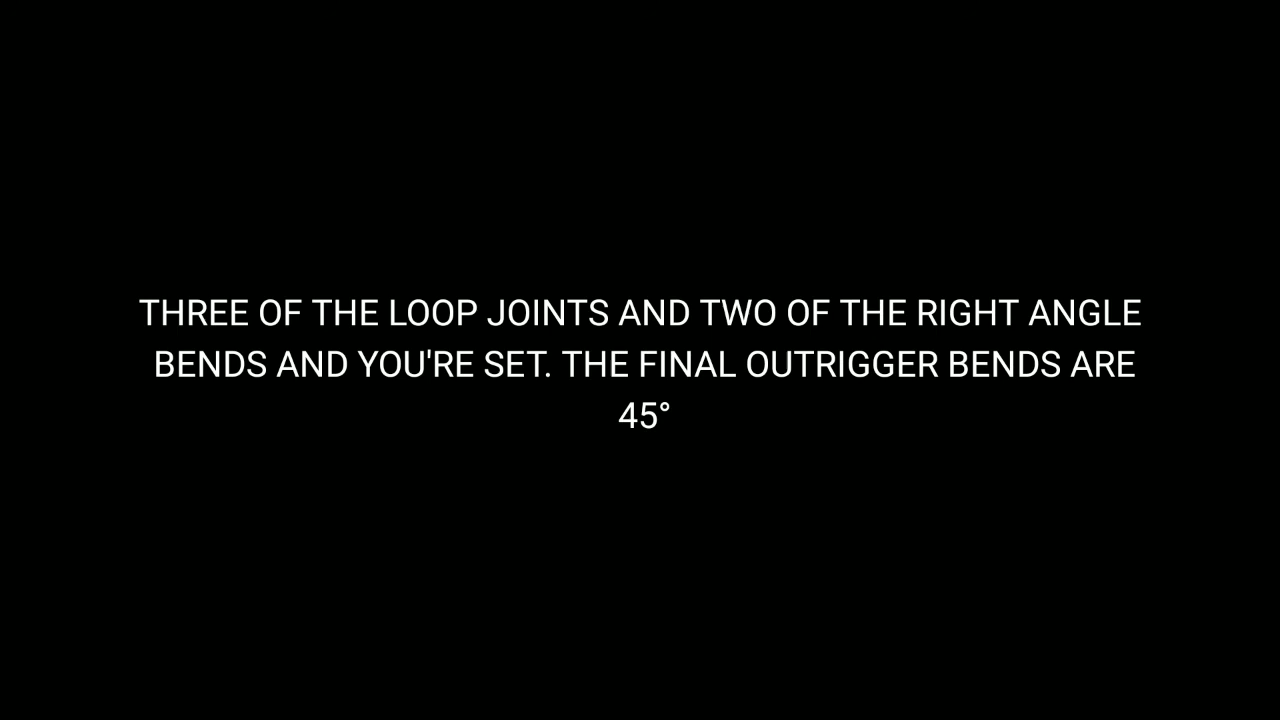 THREE OF THE LOOP JOINTS AND TWO OF THE RIGHT ANGLE
BENDS AND YOU'RE SET. THE FINAL OUTRIGGER BENDS ARE
45°